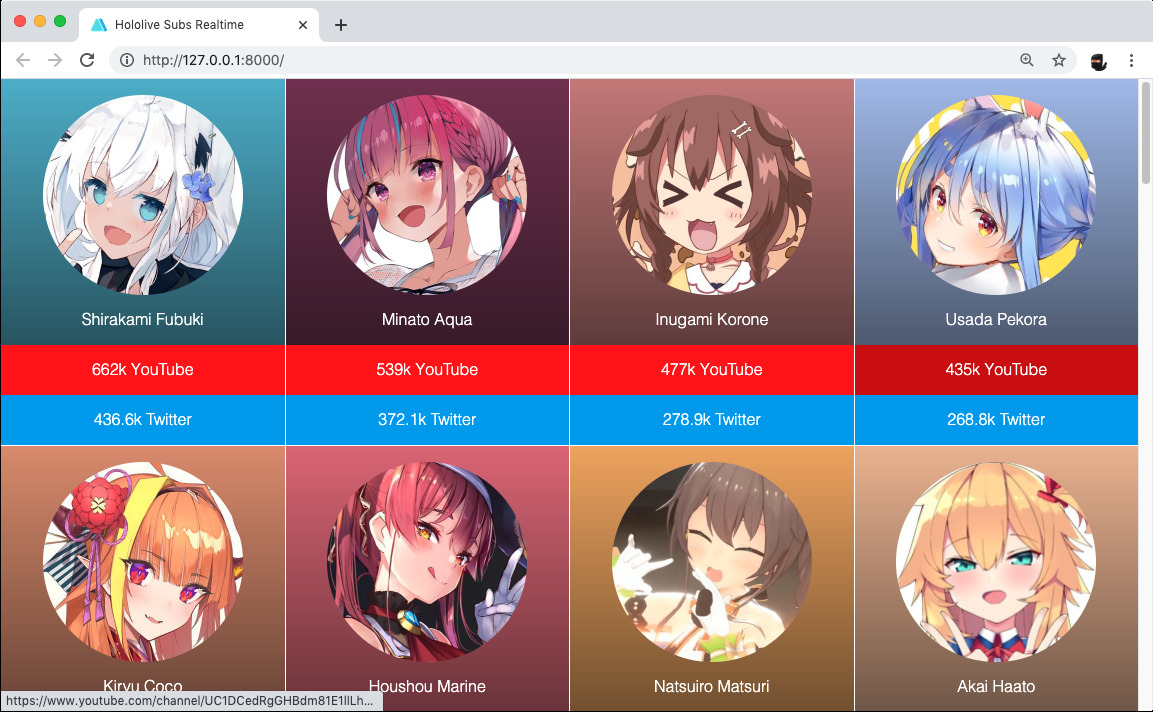 Hololive Subs Realtime
http://127.0.0.1:8000/
Shirakami Fubuki
Minato Aqua
Inugami Korone
Usada Pekora
662k YouTube
539k YouTube
477k YouTube
435k YouTube
436.6k Twitter
372.1k Twitter
278.9k Twitter
268.8k Twitter
Kiryu Coco
Houshou Marine
Natsuiro Matsuri
Akai Haato
https://www.youtube.com/channel/UC1DCedRgGHBdm81E1llLh...